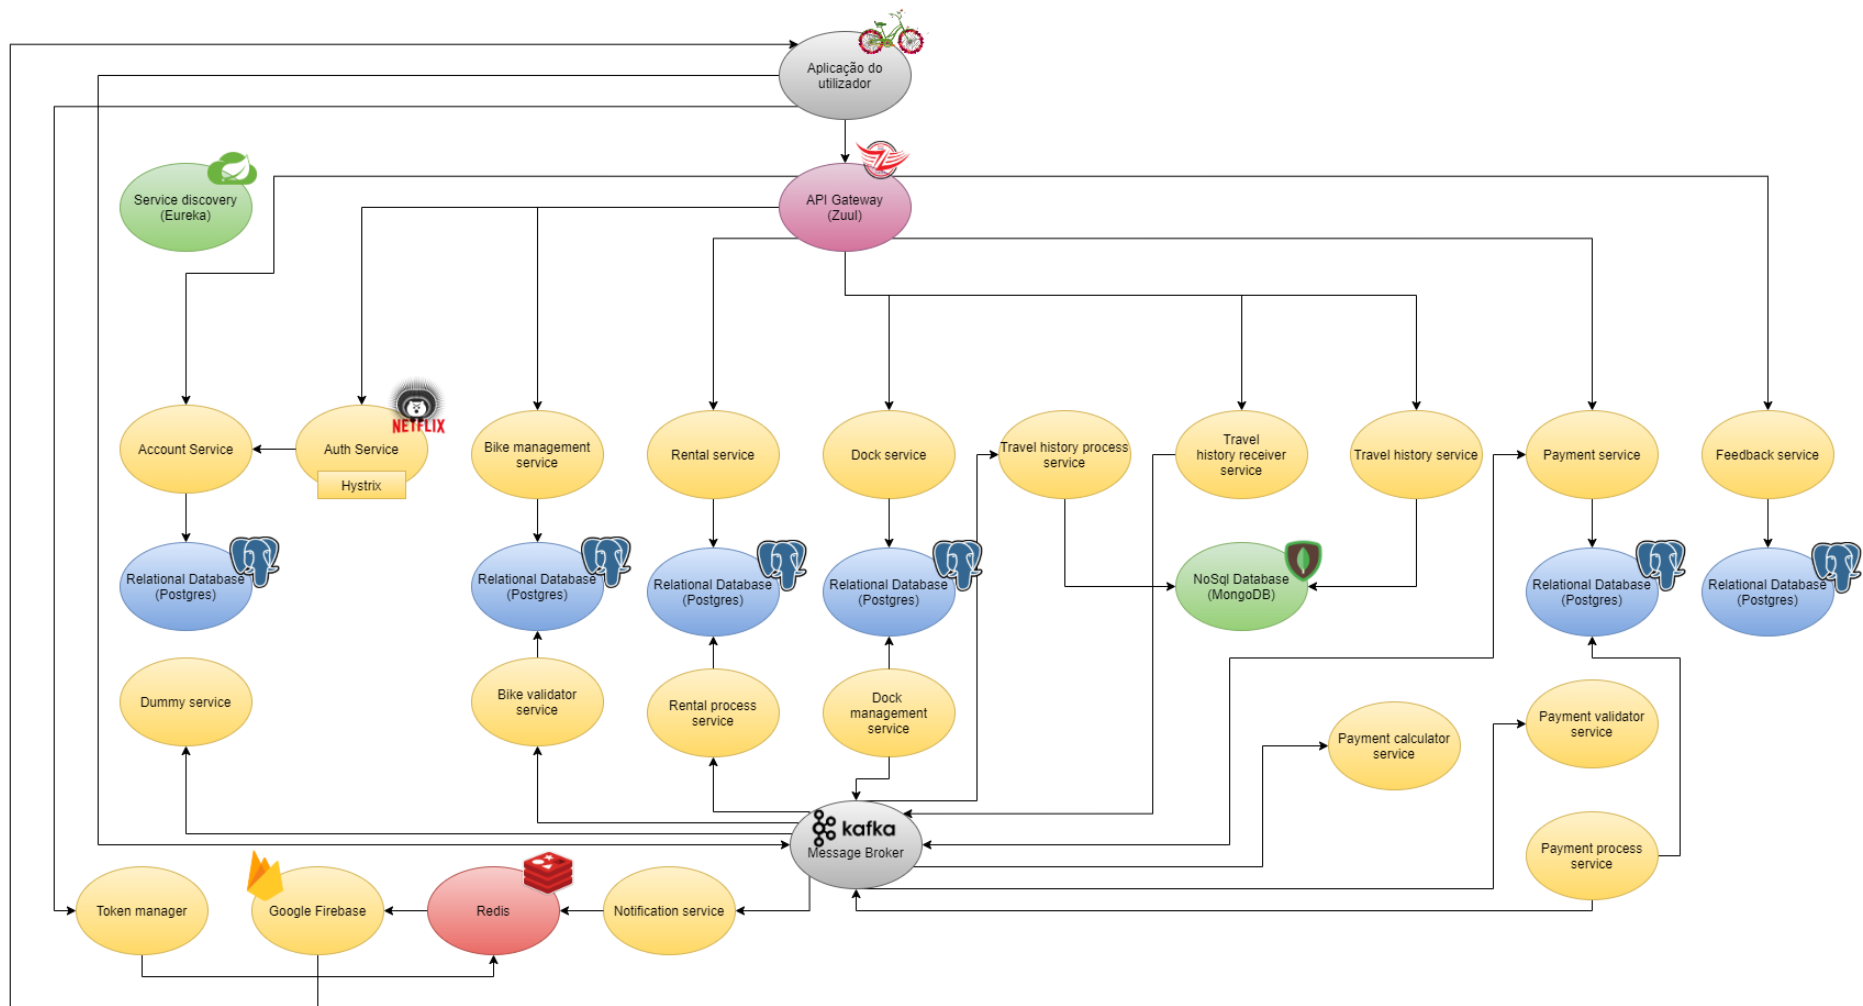 Aplicação do
utilizador
Service discovery
(Eureka)
API Gateway
(Zuul)
NETFLIX
Account Service
Auth Service
Hystrix
Bike management
service
Rental service
Dock service
Travel history process
service
Travel
history receiver
service
Travel history service
Payment service
Feedback service
Relational Database
(Postgres)
Relational Database
(Postgres)
Relational Database
(Postgres)
Relational Database
(Postgres)
NoSql Database
(MongoDB)
Relational Database
(Postgres)
Relational Database
(Postgres)
Dummy service
Bike validator
service
Rental process
service
Dock
management
service
Payment calculator
service
Payment validator
service
kafka
Message Broker
Payment process
service
Token manager
Google Firebase
Redis
Notification service